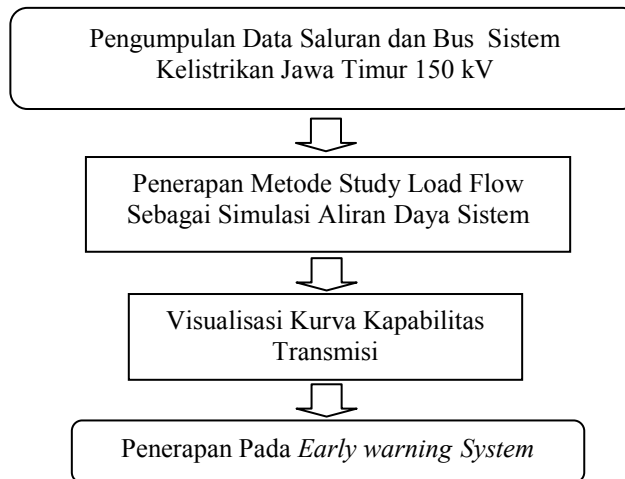 Pengumpulan Data Saluran dan Bus Sistem
Kelistrikan Jawa Timur 150 kV
Penerapan Metode Study Load Flow
Sebagai Simulasi Aliran Daya Sistem
Visualisasi Kurva Kapabilitas
Transmisi
Penerapan Pada Early warning System